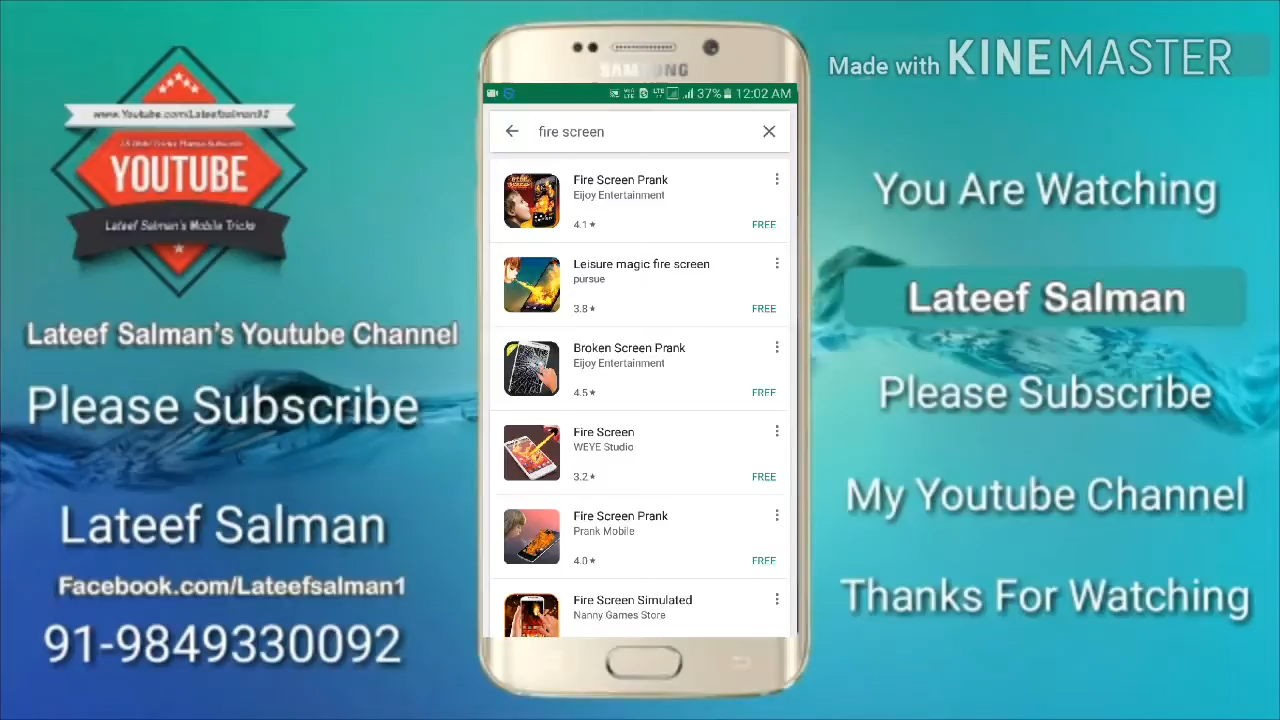 www.Youtube.com/Lateefsalman92
YOUTUBE
Lateef Salman's Mobile Tricks
Lateef Salman's Youtube Channel
Please Subscribe
Lateef Salman
Facebook.com/Lateefsalman1
91-9849330092
SAMSUNG
37% 12:02 AM
fire screen
Fire Screen Prank
Eijoy Entertainment
4.1★ FREE
Leisure magic fire screen
pursue
3.8★ FREE
Broken Screen Prank
Eijoy Entertainment
4.5★ FREE
Fire Screen
WEYE Studio
3.2★ FREE
Fire Screen Prank
Prank Mobile
4.0★ FREE
Fire Screen Simulated
Nanny Games Store
Made with KINEMASTER
You Are Watching
Lateef Salman
Please Subscribe
My Youtube Channel
Thanks For Watching